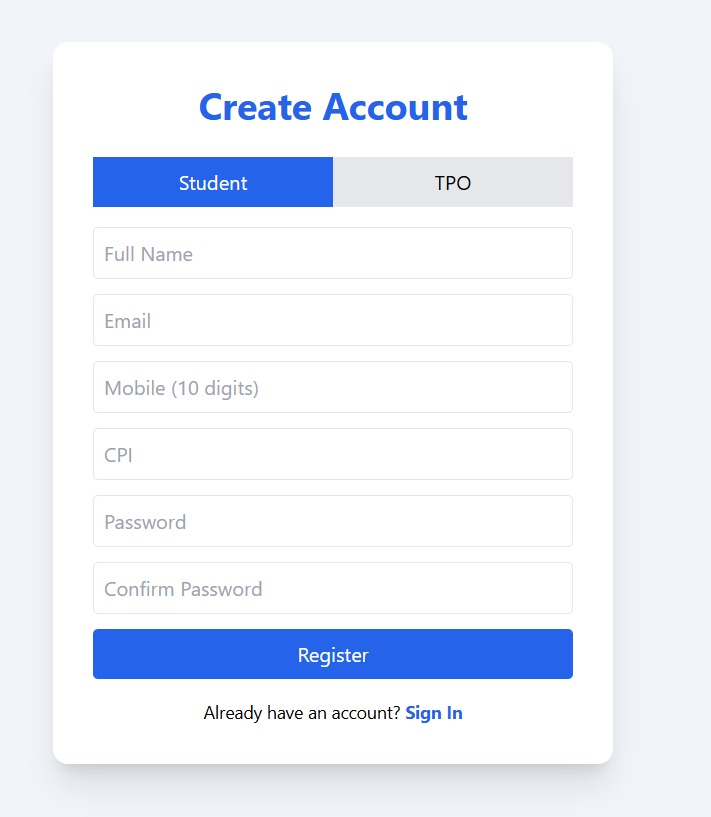 Create Account
Student TPO
Full Name
Email
Mobile (10 digits)
CPI
Password
Confirm Password
Register
Already have an account? Sign In